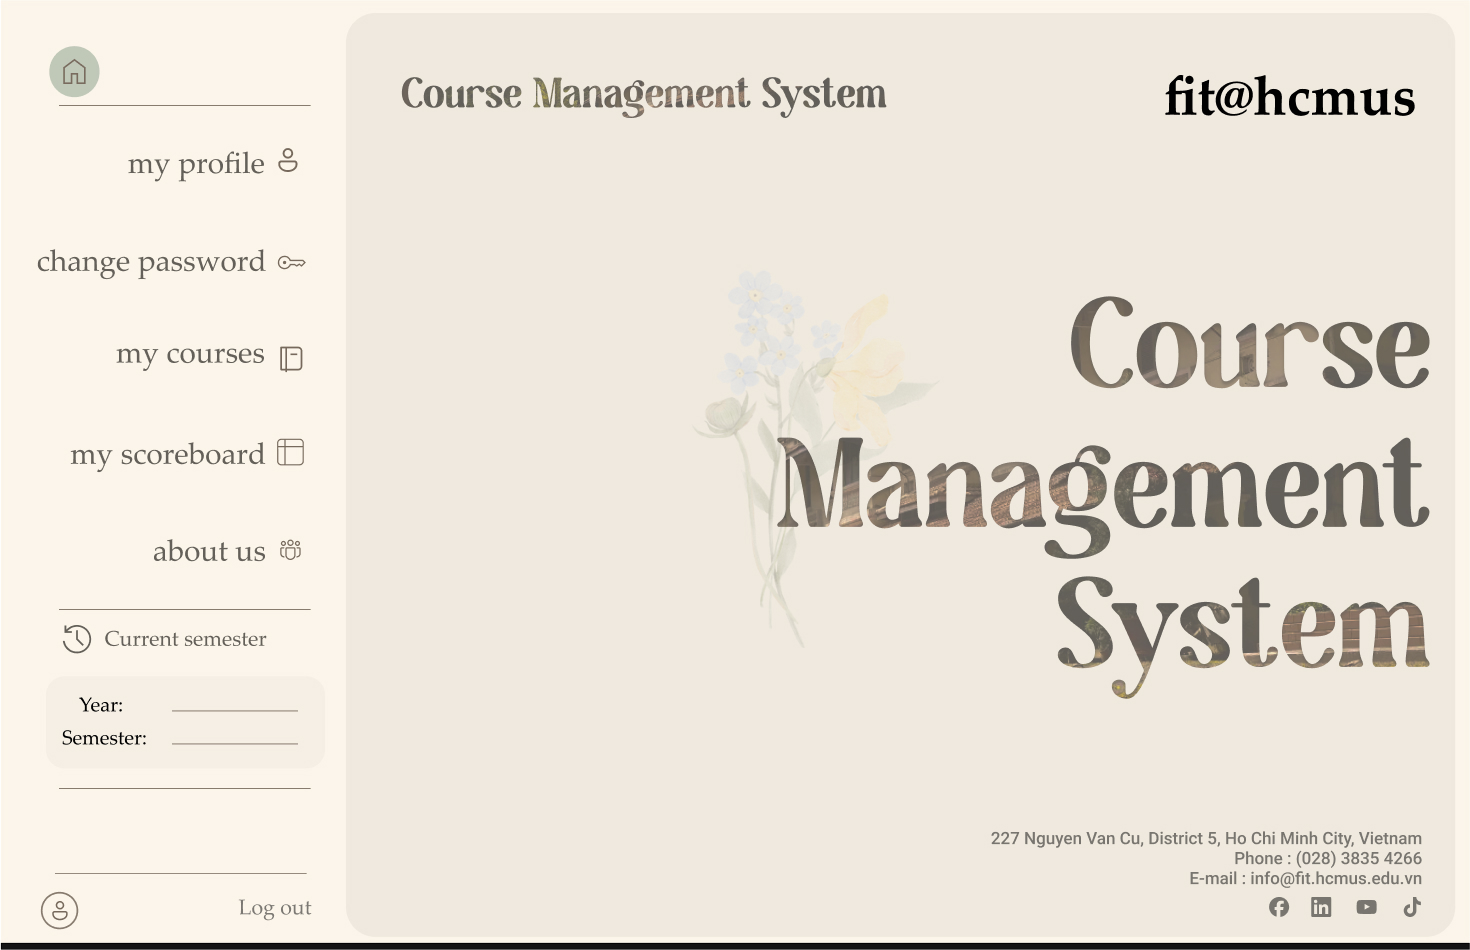 my profile
change password
my courses
my scoreboard
about us
Current semester
Year:
Semester:
Log out
Course Management System
fit@hcmus
Course
Management
System
227 Nguyen Van Cu, District 5, Ho Chi Minh City, Vietnam
Phone : (028) 3835 4266
E-mail : info@fit.hcmus.edu.vn